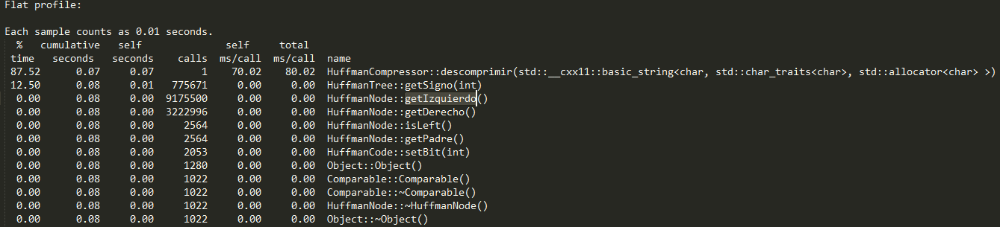 Flat profile:
Each sample counts as 0.01 seconds.
% cumulative self self total
time seconds seconds calls ms/call ms/call name
87.52 0.07 0.07 1 70.02 80.02 HuffmanCompressor::descomprimir(std::__cxx11::basic_string<char, std::char_traits<char>, std::allocator<char> >)
12.50 0.08 0.01 775671 0.00 0.00 HuffmanTree::getSigno(int)
0.00 0.08 0.00 9175500 0.00 0.00 HuffmanNode::getIzquierdo()
0.00 0.08 0.00 3222996 0.00 0.00 HuffmanNode::getDerecho()
0.00 0.08 0.00 2564 0.00 0.00 HuffmanNode::isLeft()
0.00 0.08 0.00 2564 0.00 0.00 HuffmanNode::getPadre()
0.00 0.08 0.00 2053 0.00 0.00 HuffmanCode::setBit(int)
0.00 0.08 0.00 1280 0.00 0.00 Object::Object()
0.00 0.08 0.00 1022 0.00 0.00 Comparable::Comparable()
0.00 0.08 0.00 1022 0.00 0.00 Comparable::~Comparable()
0.00 0.08 0.00 1022 0.00 0.00 HuffmanNode::~HuffmanNode()
0.00 0.08 0.00 1022 0.00 0.00 Object::~Object()